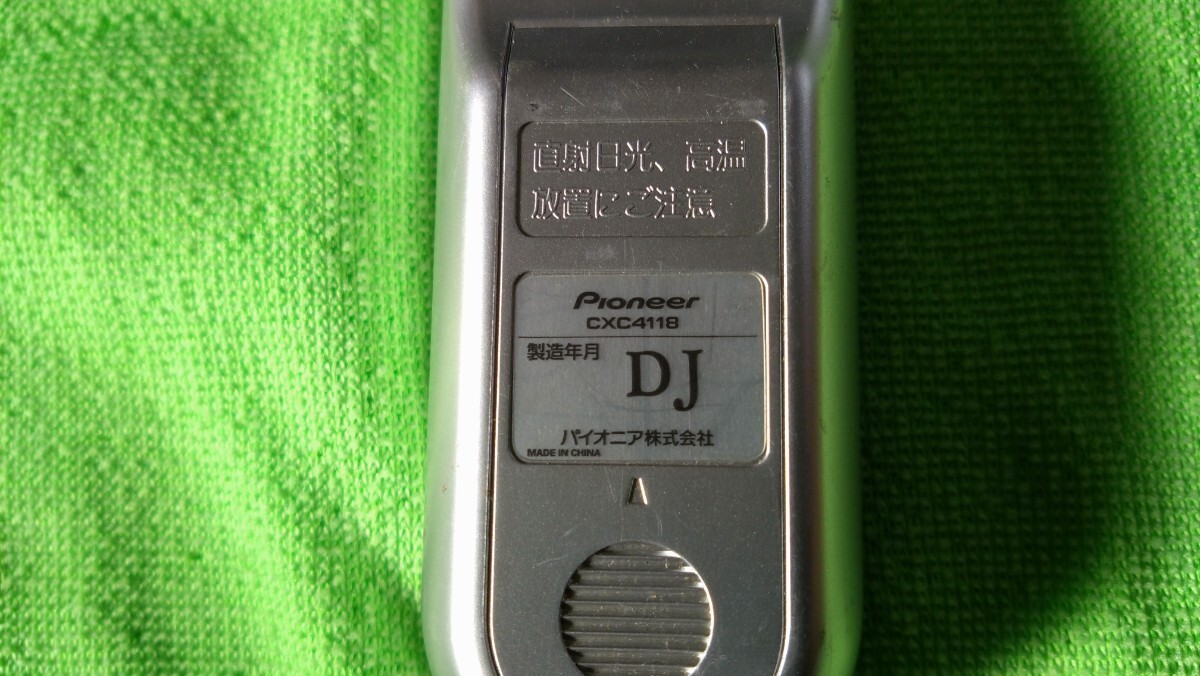 直射日光、高温
放置にご注意
Pioneer
CXC4118
製造年月 DJ
パイオニア株式会社
MADE IN CHINA